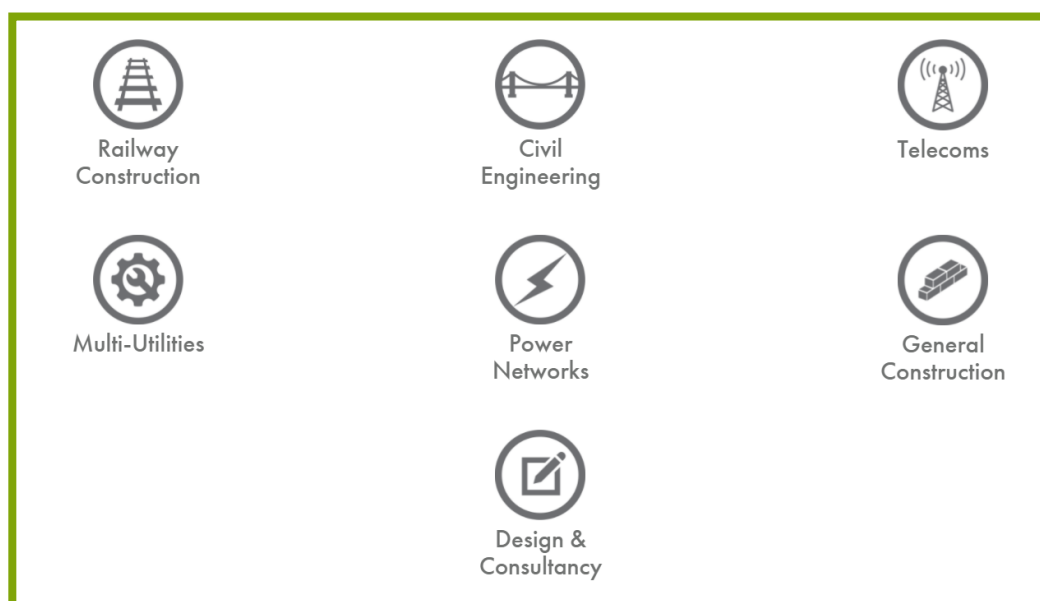 Railway
Construction
Civil
Engineering
Telecoms
Multi-Utilities
Power
Networks
General
Construction
Design &
Consultancy